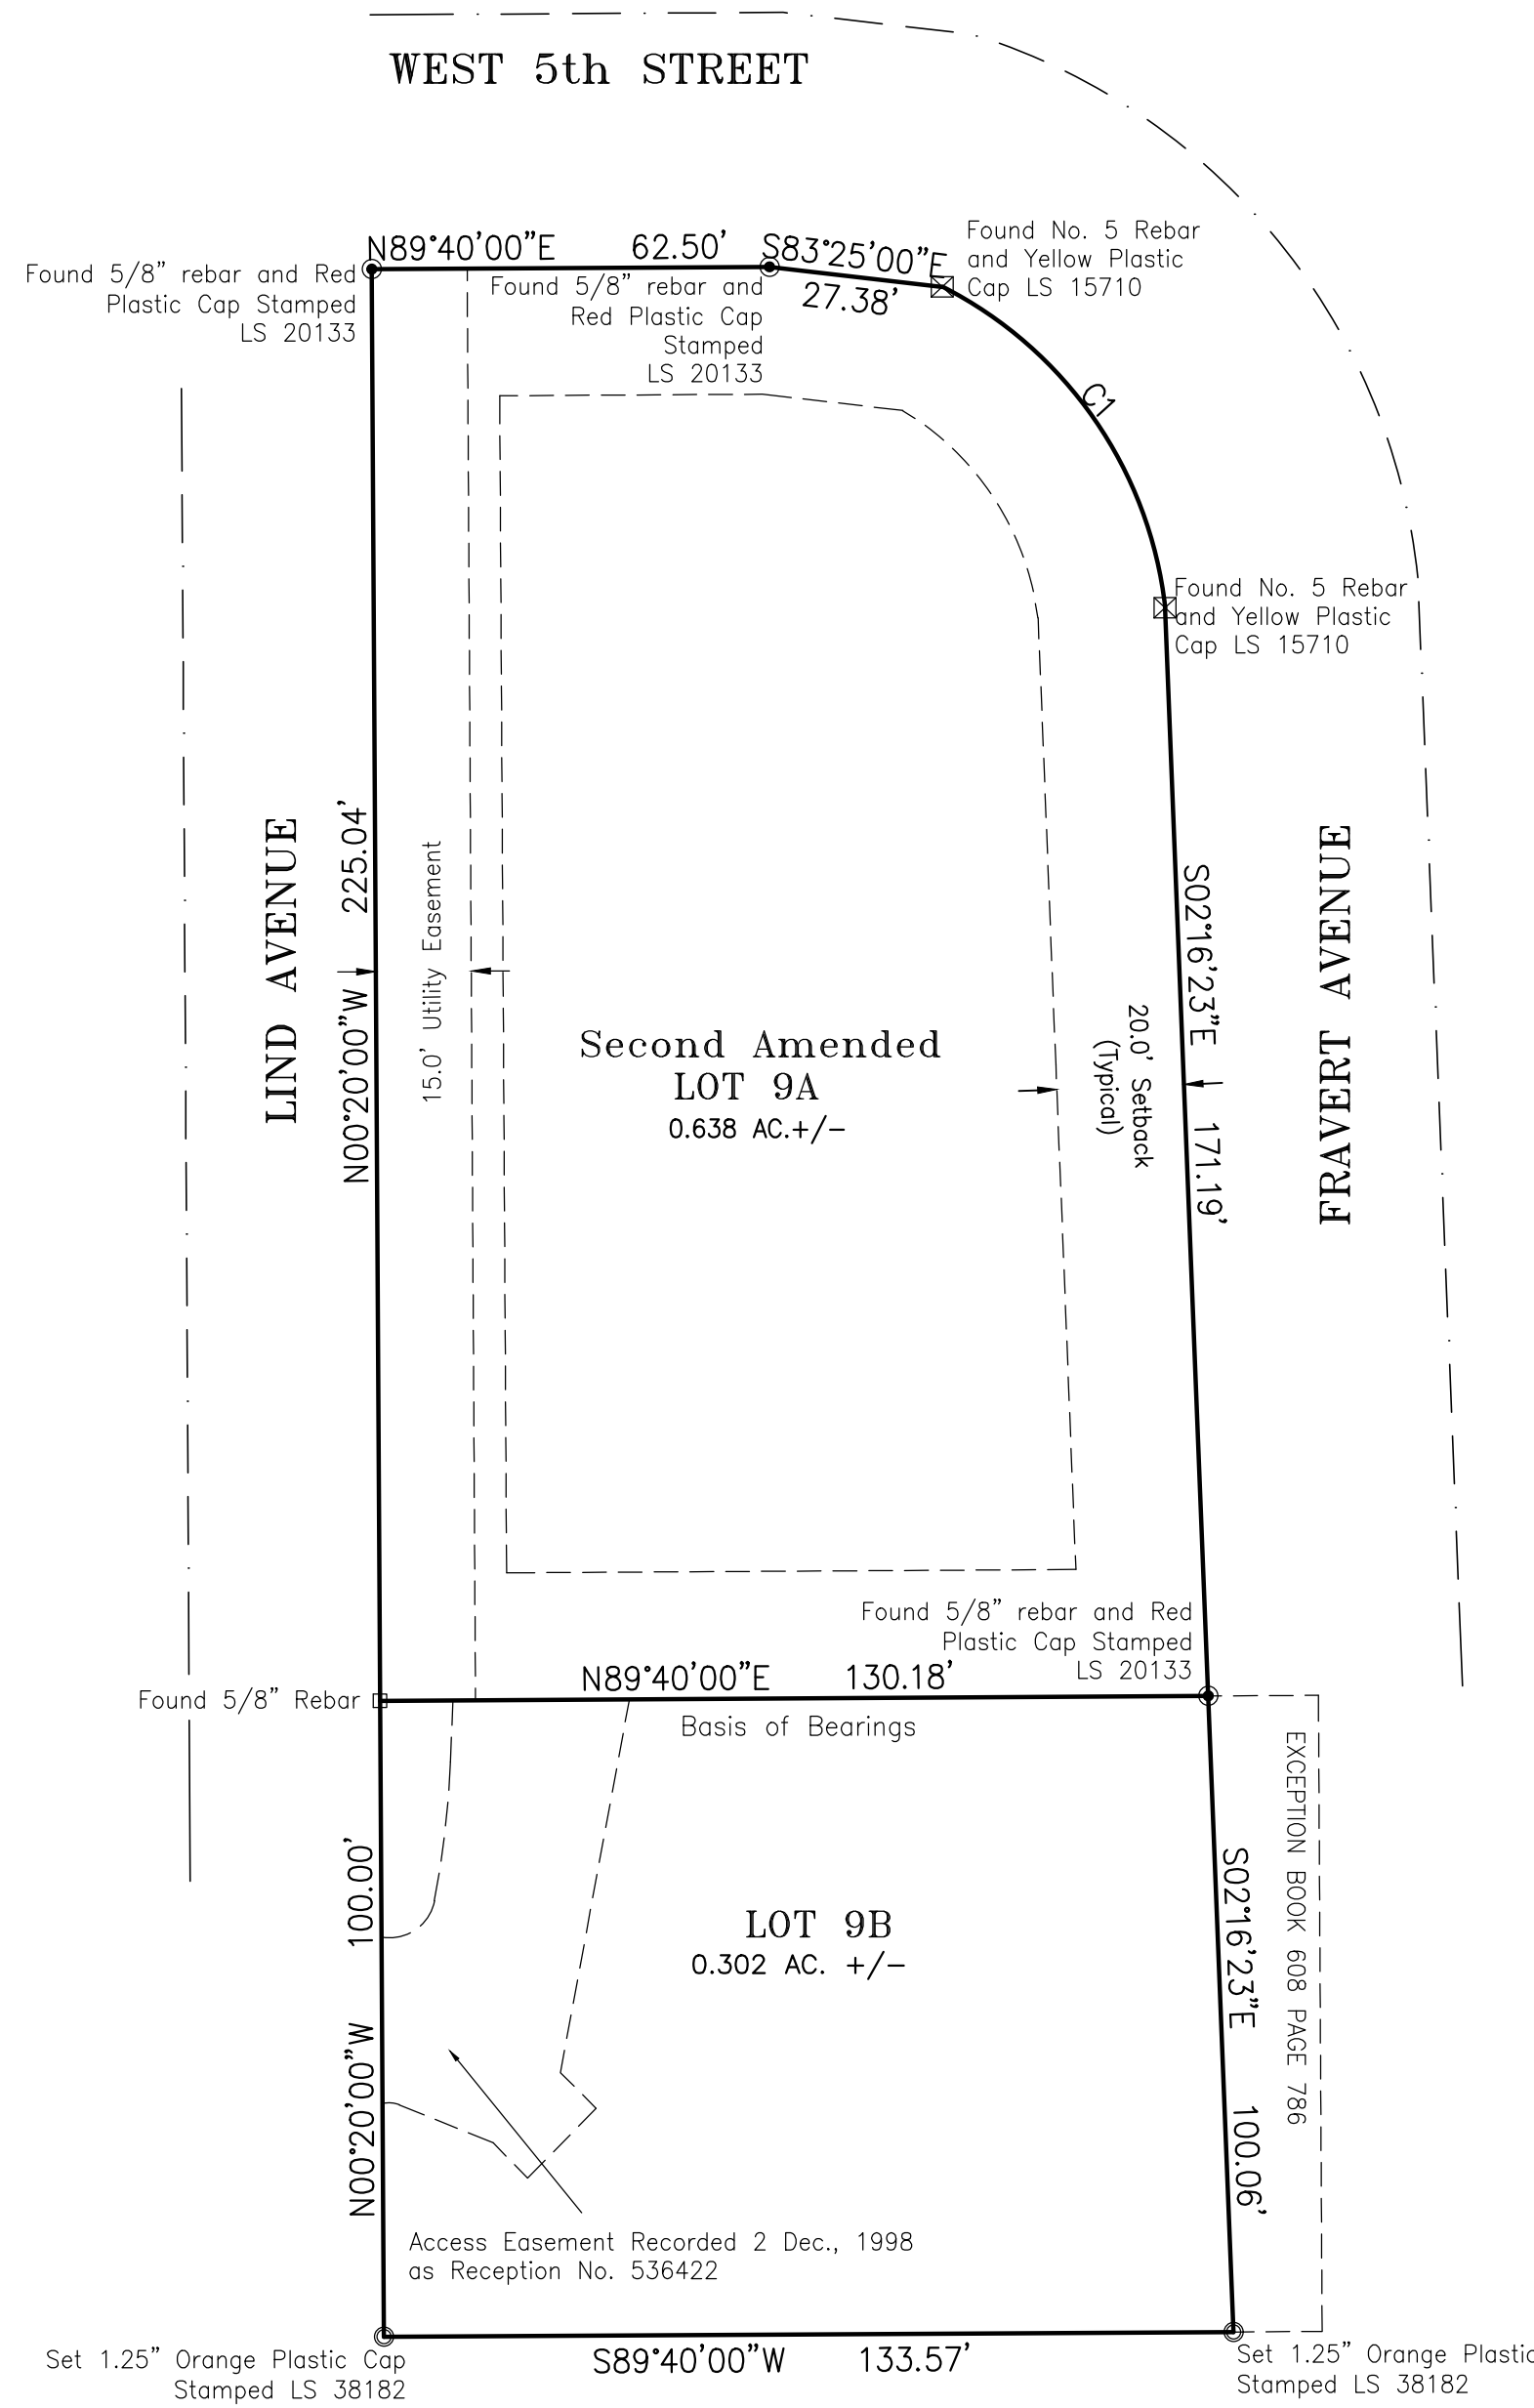 WEST 5th STREET
N89°40'00"E 62.50'
S83°25'00"E
27.38'
Found No. 5 Rebar
and Yellow Plastic
Cap LS 15710
Found 5/8" rebar and Red
Plastic Cap Stamped
LS 20133
Found 5/8" rebar and
Red Plastic Cap
Stamped
LS 20133
C1
Found No. 5 Rebar
and Yellow Plastic
Cap LS 15710
LIND AVENUE
N00°20'00"W 225.04'
15.0' Utility Easement
Second Amended
LOT 9A
0.638 AC.+/-
20.0' Setback
(Typical)
S02°16'23"E 171.19'
FRAVERT AVENUE
Found 5/8" rebar and Red
Plastic Cap Stamped
LS 20133
Found 5/8" Rebar
N89°40'00"E 130.18'
Basis of Bearings
N00°20'00"W 100.00'
LOT 9B
0.302 AC. +/-
S02°16'23"E 100.06'
EXCEPTION BOOK 608 PAGE 786
Access Easement Recorded 2 Dec., 1998
as Reception No. 536422
Set 1.25" Orange Plastic Cap
Stamped LS 38182
S89°40'00"W 133.57'
Set 1.25" Orange Plastic
Stamped LS 38182